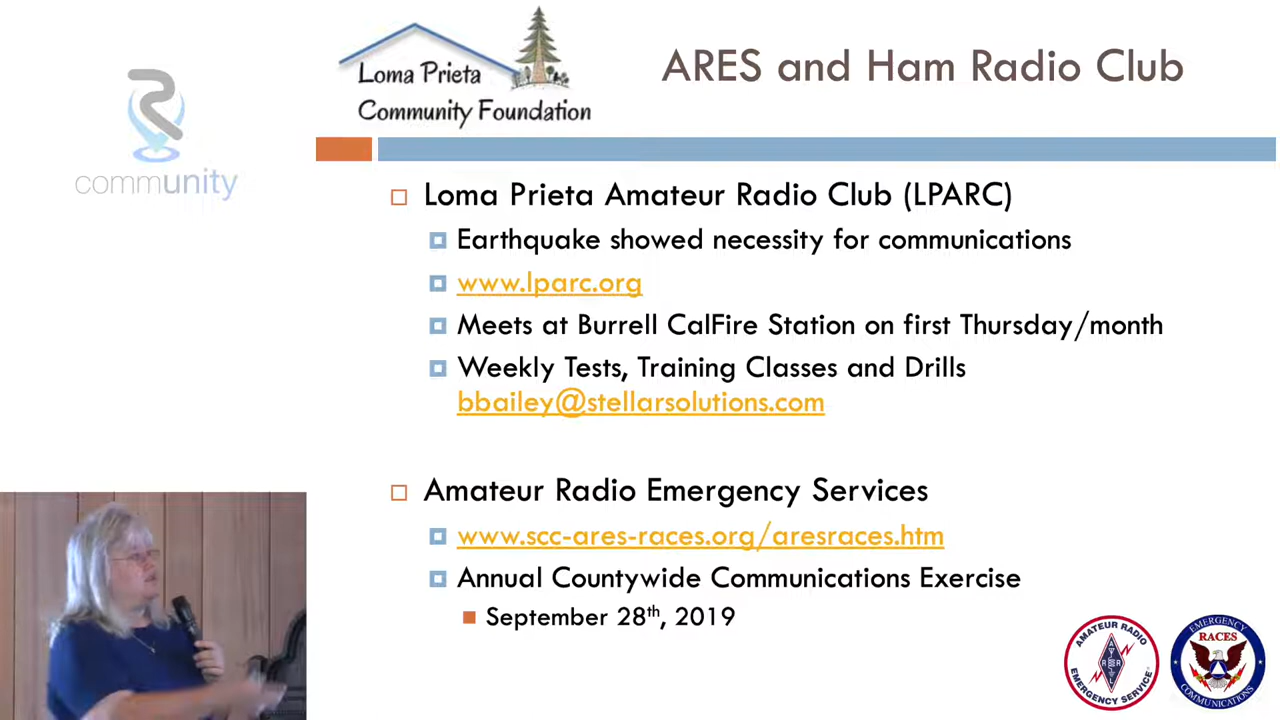 Loma Prieta
Community Foundation
ARES and Ham Radio Club
commUNITY
Loma Prieta Amateur Radio Club (LPARC)
Earthquake showed necessity for communications
www.lparc.org
Meets at Burrell CalFire Station on first Thursday/month
Weekly Tests, Training Classes and Drills
bbailey@stellarsolutions.com
Amateur Radio Emergency Services
www.scc-ares-races.org/aresraces.htm
Annual Countywide Communications Exercise
September 28th, 2019
AMATEUR RADIO
EMERGENCY SERVICE
EMERGENCY
RACES
COMMUNICATIONS